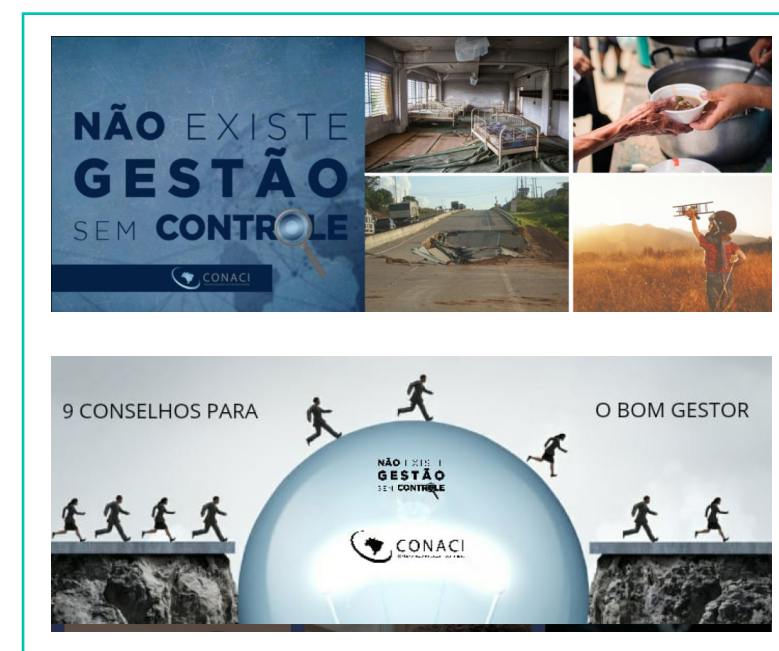 NÃO EXISTE
GESTÃO
SEM CONTROLE
CONACI
9 CONSELHOS PARA
O BOM GESTOR
NÃO EXISTE
GESTÃO
SEM CONTROLE
CONACI